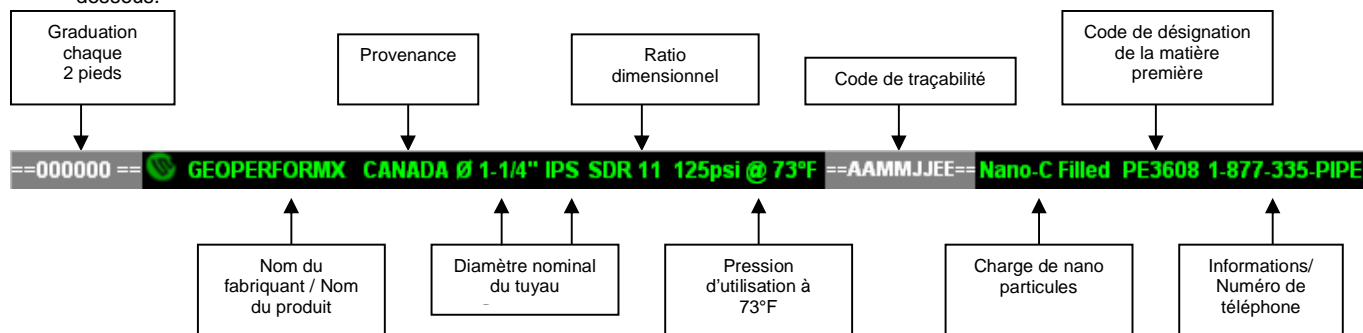 dessous.
Graduation
chaque
2 pieds
Provenance
Ratio
dimensionnel
Code de traçabilité
Code de désignation
de la matière
première
==000000 == GEOPERFORMX CANADA Ø 1-1/4" IPS SDR 11 125psi @ 73°F ==AAMMJJEE== Nano-C Filled PE3608 1-877-335-PIPE
Nom du
fabriquant / Nom
du produit
Diamètre nominal
du tuyau
Pression
d'utilisation à
73°F
Charge de nano
particules
Informations/
Numéro de
téléphone